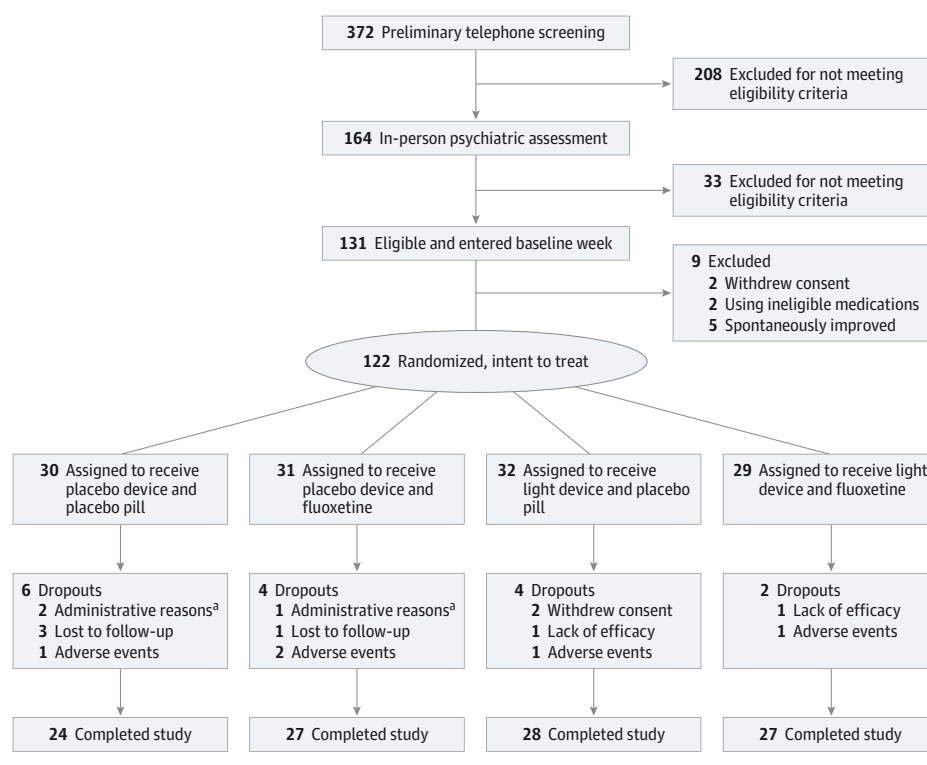 372 Preliminary telephone screening
208 Excluded for not meeting
eligibility criteria
164 In-person psychiatric assessment
33 Excluded for not meeting
eligibility criteria
131 Eligible and entered baseline week
9 Excluded
2 Withdrew consent
2 Using ineligible medications
5 Spontaneously improved
122 Randomized, intent to treat
30 Assigned to receive
placebo device and
placebo pill
31 Assigned to receive
placebo device and
fluoxetine
32 Assigned to receive
light device and placebo
pill
29 Assigned to receive light
device and fluoxetine
6 Dropouts
2 Administrative reasonsᵃ
3 Lost to follow-up
1 Adverse events
4 Dropouts
1 Administrative reasonsᵃ
1 Lost to follow-up
2 Adverse events
4 Dropouts
2 Withdrew consent
1 Lack of efficacy
1 Adverse events
2 Dropouts
1 Lack of efficacy
1 Adverse events
24 Completed study
27 Completed study
28 Completed study
27 Completed study